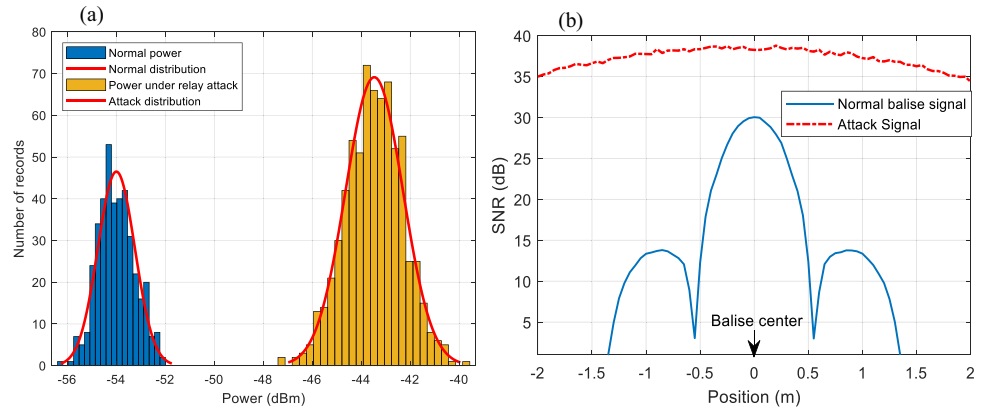 (a)
80
70
60
50
40
30
20
10
0
Number of records
Normal power
Normal distribution
Power under relay attack
Attack distribution
-56 -54 -52 -50 -48 -46 -44 -42 -40
Power (dBm)
(b)
40
35
30
25
20
15
10
5
SNR (dB)
Normal balise signal
Attack Signal
Balise center
-2 -1.5 -1 -0.5 0 0.5 1 1.5 2
Position (m)